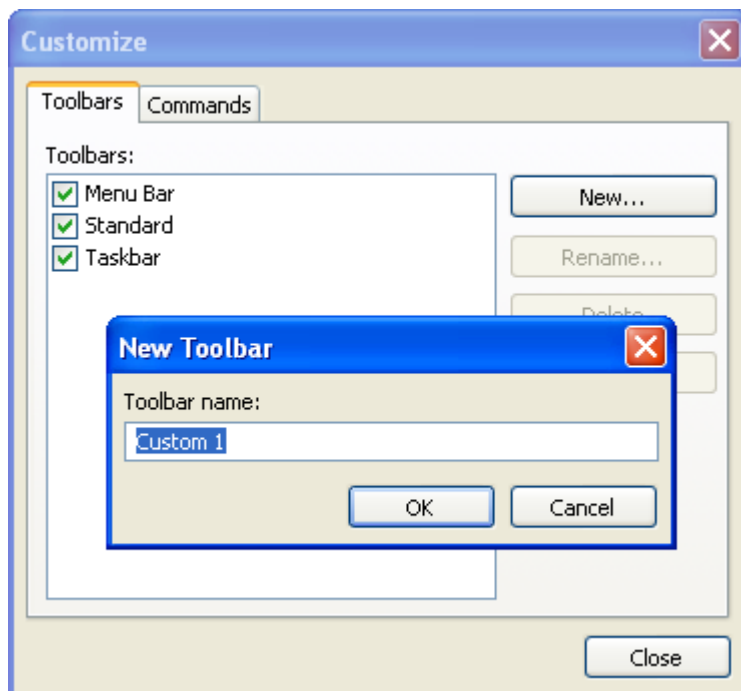 Customize
Toolbars Commands
Toolbars:
Menu Bar
Standard
Taskbar
New...
Rename...
Delete
New Toolbar
Toolbar name:
Custom 1
OK Cancel
Close